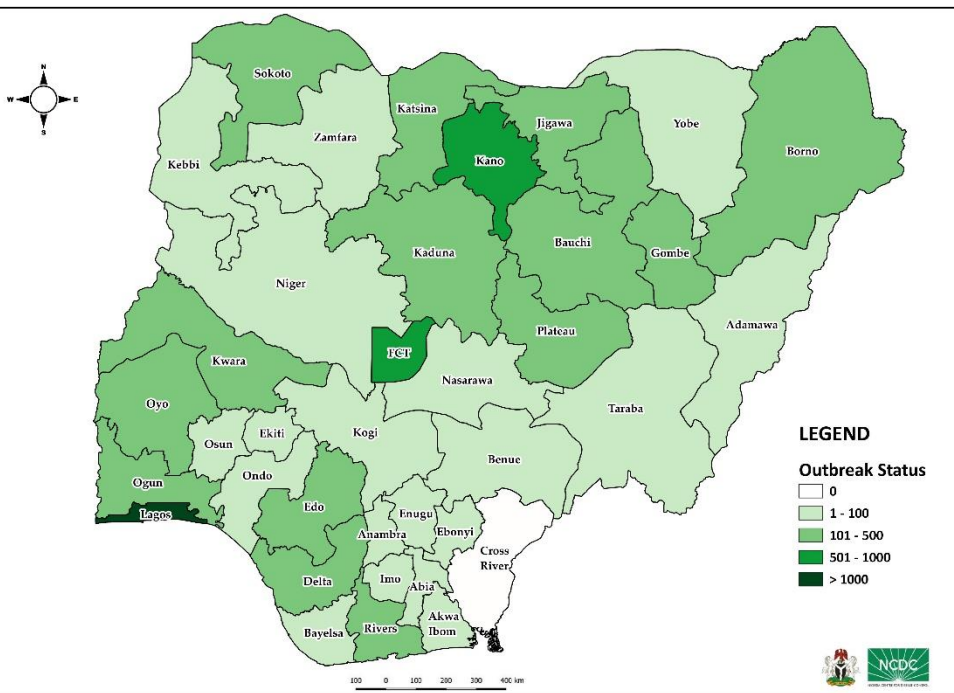 N
W E
S
Sokoto
Katsina
Jigawa
Yobe
Borno
Zamfara
Kano
Kebbi
Bauchi
Gombe
Kaduna
Niger
Plateau
Adamawa
FCT
Kwara
Nasarawa
Oyo
Taraba
Kogi
Ekiti
Osun
Benue
Ondo
Ogun
Edo
Lagos
Enugu
Anambra
Ebonyi
Cross
River
Delta
Imo
Abia
Akwa
Ibom
Bayelsa
Rivers
LEGEND
Outbreak Status
0
1 - 100
101 - 500
501 - 1000
> 1000
100 0 100 200 300 400 km
NCDC